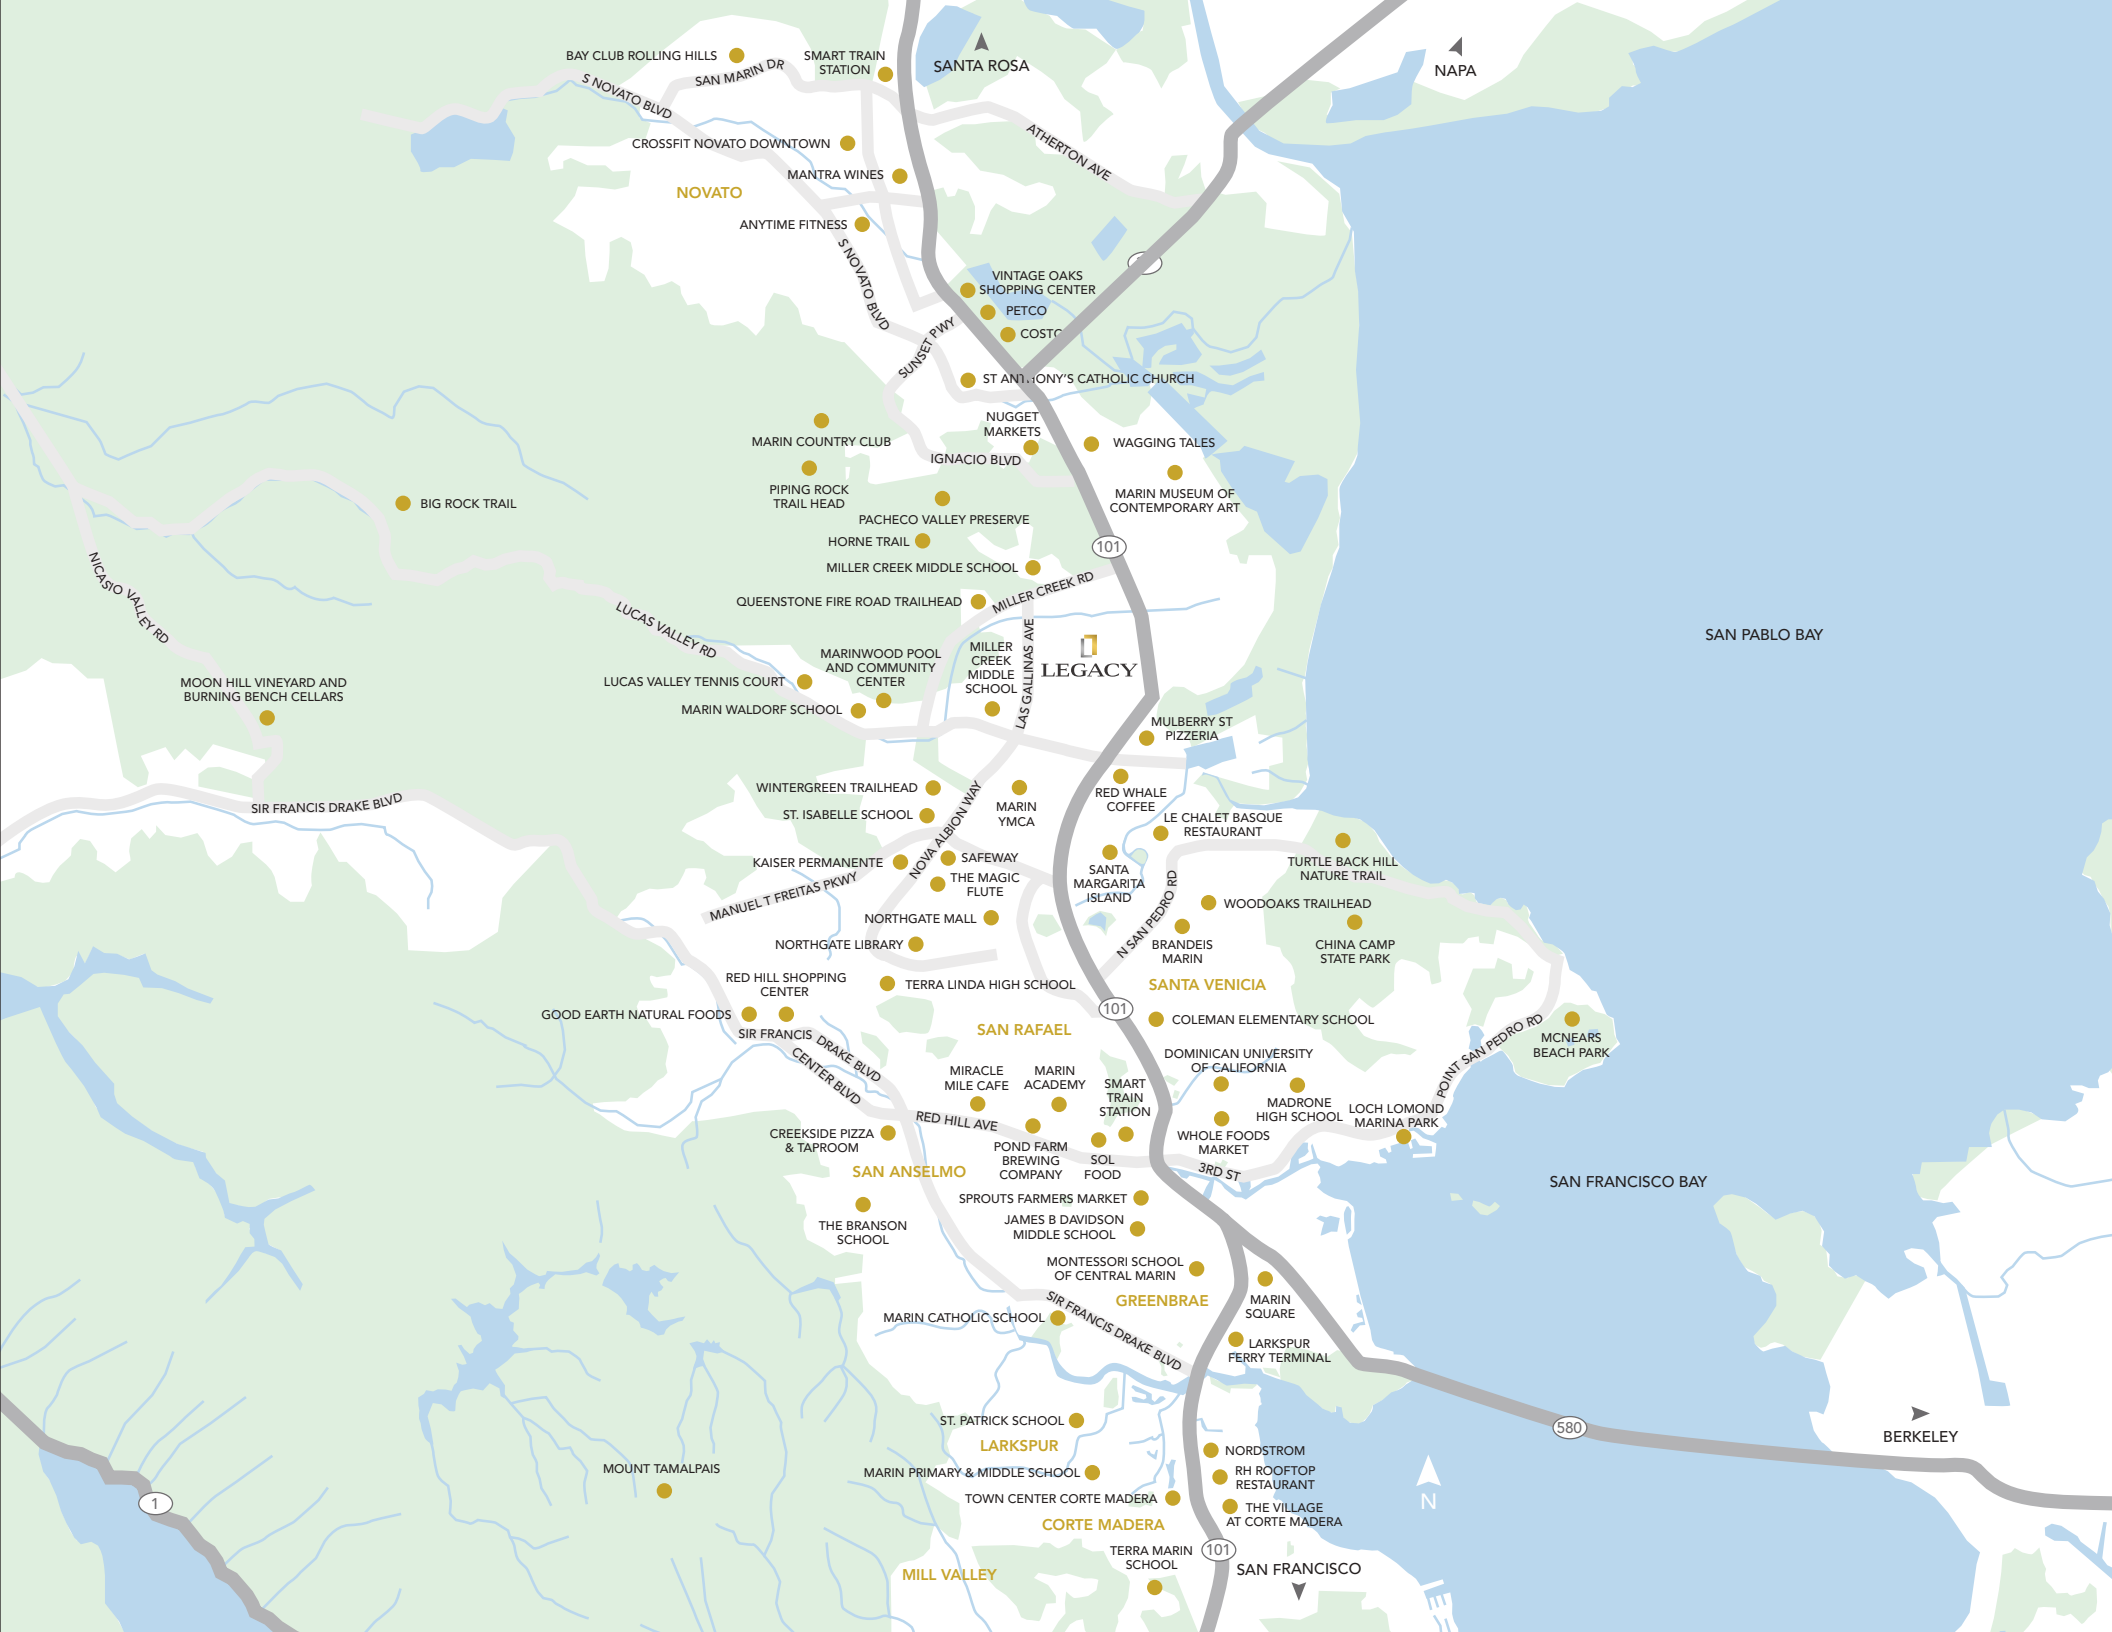 BAY CLUB ROLLING HILLS
SMART TRAIN
STATION
SAN MARIN DR
S NOVATO BLVD
SANTA ROSA
NAPA
CROSSFIT NOVATO DOWNTOWN
ATHERTON AVE
MANTRA WINES
NOVATO
ANYTIME FITNESS
S NOVATO BLVD
VINTAGE OAKS
SHOPPING CENTER
PETCO
SUNSET PWY
ST ANTHONY'S CATHOLIC CHURCH
NUGGET
MARKETS
MARIN COUNTRY CLUB
WAGGING TALES
IGNACIO BLVD
PIPING ROCK
TRAIL HEAD
MARIN MUSEUM OF
CONTEMPORARY ART
BIG ROCK TRAIL
PACHECO VALLEY PRESERVE
HORNE TRAIL
101
MILLER CREEK MIDDLE SCHOOL
MILLER CREEK RD
NICASIO VALLEY RD
QUEENSTONE FIRE ROAD TRAILHEAD
LUCAS VALLEY RD
SAN PABLO BAY
MARINWOOD POOL
AND COMMUNITY
CENTER
MILLER
CREEK
MIDDLE
SCHOOL
LAS GALLINAS AVE
LEGACY
MOON HILL VINEYARD AND
BURNING BENCH CELLARS
LUCAS VALLEY TENNIS COURT
MARIN WALDORF SCHOOL
MULBERRY ST
PIZZERIA
WINTERGREEN TRAILHEAD
MARIN
YMCA
RED WHALE
COFFEE
SIR FRANCIS DRAKE BLVD
ST. ISABELLE SCHOOL
NOVA ALBION WAY
LE CHALET BASQUE
RESTAURANT
KAISER PERMANENTE
SAFEWAY
THE MAGIC
FLUTE
SANTA
MARGARITA
ISLAND
TURTLE BACK HILL
NATURE TRAIL
MANUEL T FREITAS PKWY
N SAN PEDRO RD
WOODOAKS TRAILHEAD
NORTHGATE MALL
NORTHGATE LIBRARY
BRANDEIS
MARIN
CHINA CAMP
STATE PARK
RED HILL SHOPPING
CENTER
TERRA LINDA HIGH SCHOOL
SANTA VENICIA
GOOD EARTH NATURAL FOODS
101
SAN RAFAEL
COLEMAN ELEMENTARY SCHOOL
SIR FRANCIS DRAKE BLVD
CENTER BLVD
MCNEARS
BEACH PARK
POINT SAN PEDRO RD
DOMINICAN UNIVERSITY
OF CALIFORNIA
MIRACLE
MILE CAFE
MARIN
ACADEMY
SMART
TRAIN
STATION
MADRONE
HIGH SCHOOL
LOCH LOMOND
MARINA PARK
RED HILL AVE
CREEKSIDE PIZZA
& TAPROOM
POND FARM
BREWING
COMPANY
SOL
FOOD
WHOLE FOODS
MARKET
3RD ST
SAN ANSELMO
SAN FRANCISCO BAY
SPROUTS FARMERS MARKET
THE BRANSON
SCHOOL
JAMES B DAVIDSON
MIDDLE SCHOOL
MONTESSORI SCHOOL
OF CENTRAL MARIN
GREENBRAE
MARIN
SQUARE
SIR FRANCIS DRAKE BLVD
MARIN CATHOLIC SCHOOL
LARKSPUR
FERRY TERMINAL
ST. PATRICK SCHOOL
580
BERKELEY
LARKSPUR
NORDSTROM
MOUNT TAMALPAIS
MARIN PRIMARY & MIDDLE SCHOOL
RH ROOFTOP
RESTAURANT
TOWN CENTER CORTE MADERA
THE VILLAGE
AT CORTE MADERA
N
1
CORTE MADERA
TERRA MARIN
SCHOOL
101
SAN FRANCISCO
MILL VALLEY